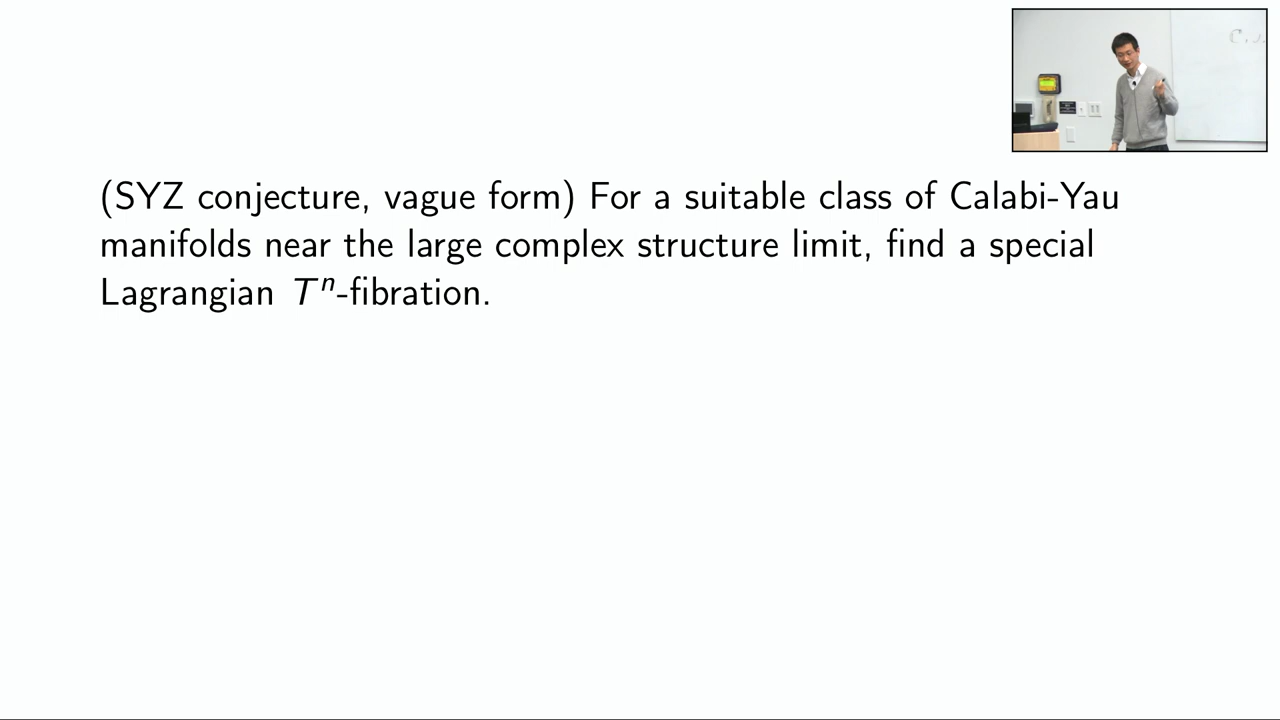 (SYZ conjecture, vague form) For a suitable class of Calabi-Yau
manifolds near the large complex structure limit, find a special
Lagrangian Tⁿ-fibration.